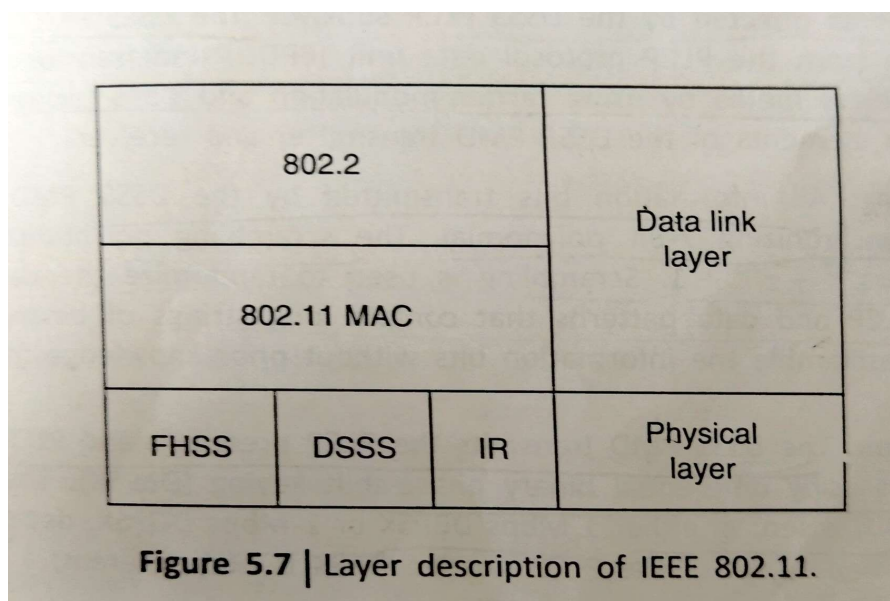 802.2
Data link
layer
802.11 MAC
FHSS
DSSS
IR
Physical
layer
Figure 5.7 | Layer description of IEEE 802.11.